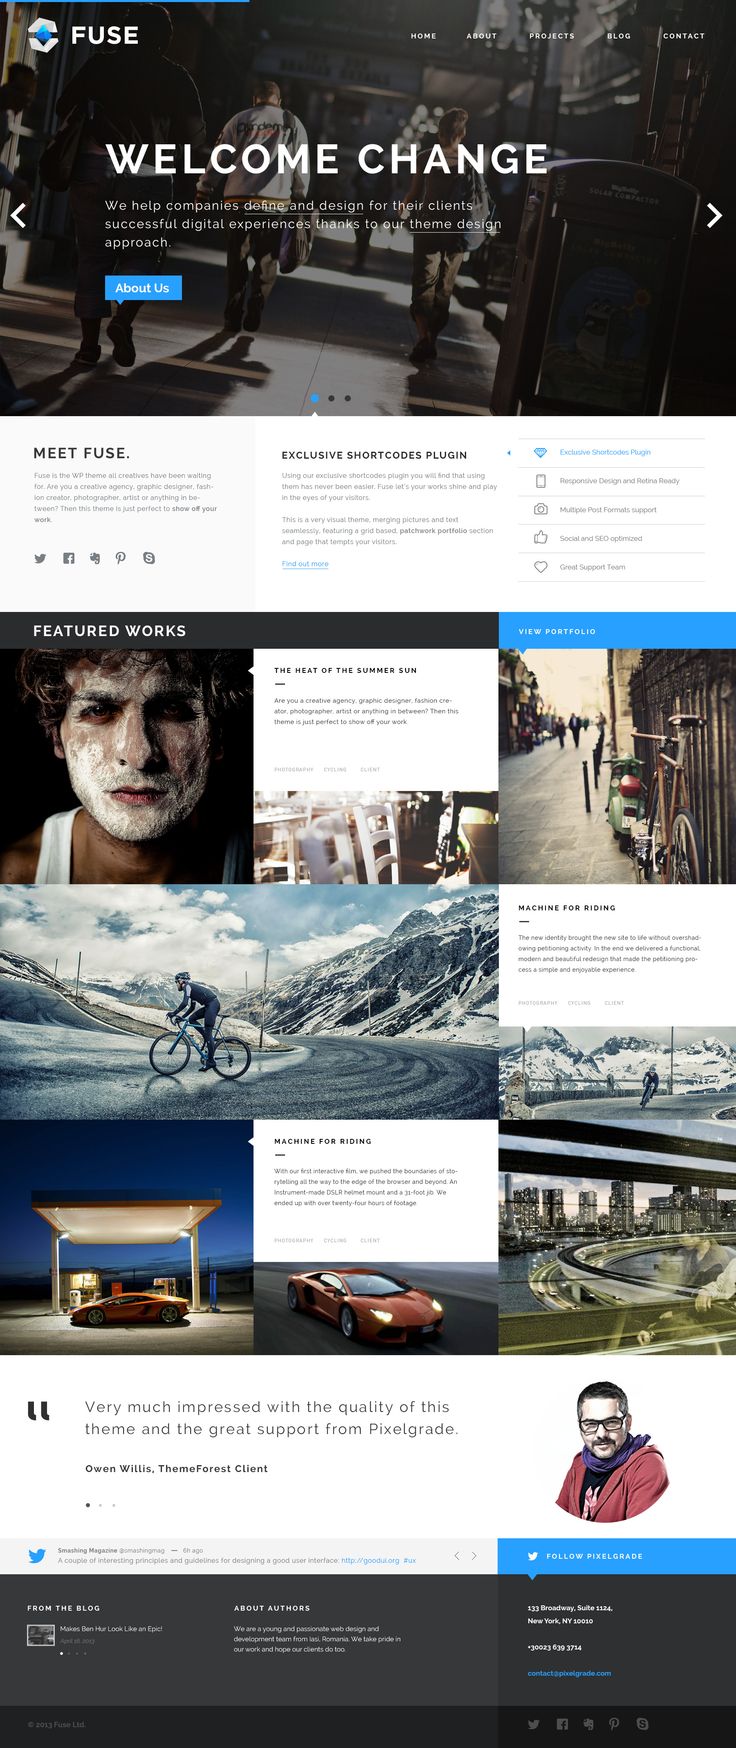 FUSE
HOME ABOUT PROJECTS BLOG CONTACT
WELCOME CHANGE
We help companies define and design for their clients
successful digital experiences thanks to our theme design
approach.
About Us
MEET FUSE.
Fuse is the WP theme all creatives have been waiting
for. Are you a creative agency, graphic designer, fash-
ion creator, photographer, artist or anything in be-
tween? Then this theme is just perfect to show off your
work.
EXCLUSIVE SHORTCODES PLUGIN
Using our exclusive shortcodes plugin you will find that using
them has never been easier. Fuse let's your works shine and play
in the eyes of your visitors.
This is a very visual theme, merging pictures and text
seamlessly, featuring a grid based, patchwork portfolio section
and page that tempts your visitors.
Find out more
Exclusive Shortcodes Plugin
Responsive Design and Retina Ready
Multiple Post Formats support
Social and SEO optimized
Great Support Team
FEATURED WORKS
VIEW PORTFOLIO
THE HEAT OF THE SUMMER SUN
Are you a creative agency, graphic designer, fashion cre-
ator, photographer, artist or anything in between? Then this
theme is just perfect to show off your work.
PHOTOGRAPHY CYCLING CLIENT
MACHINE FOR RIDING
The new identity brought the new site to life without overshad-
owing petitioning activity. In the end we delivered a functional,
modern and beautiful redesign that made the petitioning pro-
cess a simple and enjoyable experience.
PHOTOGRAPHY CYCLING CLIENT
MACHINE FOR RIDING
With our first interactive film, we pushed the boundaries of sto-
rytelling all the way to the edge of the browser and beyond. An
Instrument-made DSLR helmet mount and a 31-foot jib. We
ended up with over twenty-four hours of footage.
PHOTOGRAPHY CYCLING CLIENT
Very much impressed with the quality of this
theme and the great support from Pixelgrade.
Owen Willis, ThemeForest Client
Smashing Magazine @smashingmag — 6h ago
A couple of interesting principles and guidelines for designing a good user interface: http://goodui.org #ux
FOLLOW PIXELGRADE
FROM THE BLOG
Makes Ben Hur Look Like an Epic!
April 16, 2013
ABOUT AUTHORS
We are a young and passionate web design and
development team from Iasi, Romania. We take pride in
our work and hope our clients do too.
133 Broadway, Suite 1124,
New York, NY 10010
+30023 639 3714
contact@pixelgrade.com
© 2013 Fuse Ltd.